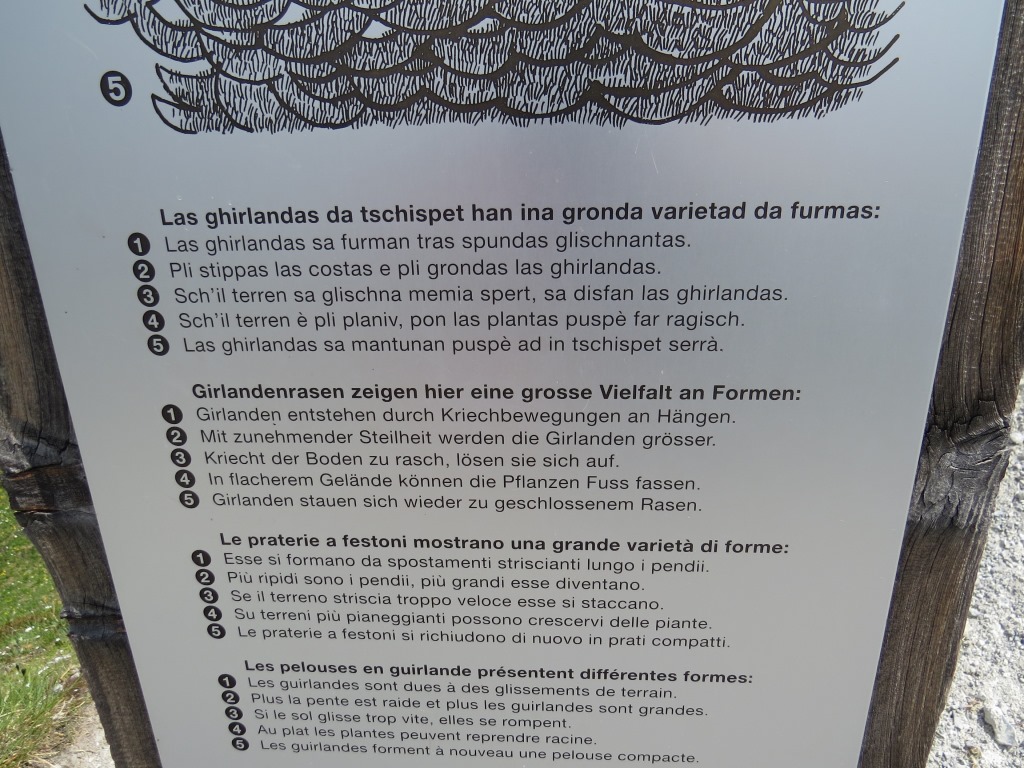 5
Las ghirlandas da tschispet han ina gronda varietad da furmas:
1 Las ghirlandas sa furman tras spundas glischnantas.
2 Pli stippas las costas e pli grondas las ghirlandas.
3 Sch'il terren sa glischna memia spert, sa disfan las ghirlandas.
4 Sch'il terren è pli planiv, pon las plantas puspè far ragisch.
5 Las ghirlandas sa mantunan puspè ad in tschispet serrà.
Girlandenrasen zeigen hier eine grosse Vielfalt an Formen:
1 Girlanden entstehen durch Kriechbewegungen an Hängen.
2 Mit zunehmender Steilheit werden die Girlanden grösser.
3 Kriecht der Boden zu rasch, lösen sie sich auf.
4 In flacherem Gelände können die Pflanzen Fuss fassen.
5 Girlanden stauen sich wieder zu geschlossenem Rasen.
Le praterie a festoni mostrano una grande varietà di forme:
1 Esse si formano da spostamenti striscianti lungo i pendii.
2 Più ripidi sono i pendii, più grandi esse diventano.
3 Se il terreno striscia troppo veloce esse si staccano.
4 Su terreni più pianeggianti possono crescervi delle piante.
5 Le praterie a festoni si richiudono di nuovo in prati compatti.
Les pelouses en guirlande présentent différentes formes:
1 Les guirlandes sont dues à des glissements de terrain.
2 Plus la pente est raide et plus les guirlandes sont grandes.
3 Si le sol glisse trop vite, elles se rompent.
4 Au plat les plantes peuvent reprendre racine.
5 Les guirlandes forment à nouveau une pelouse compacte.